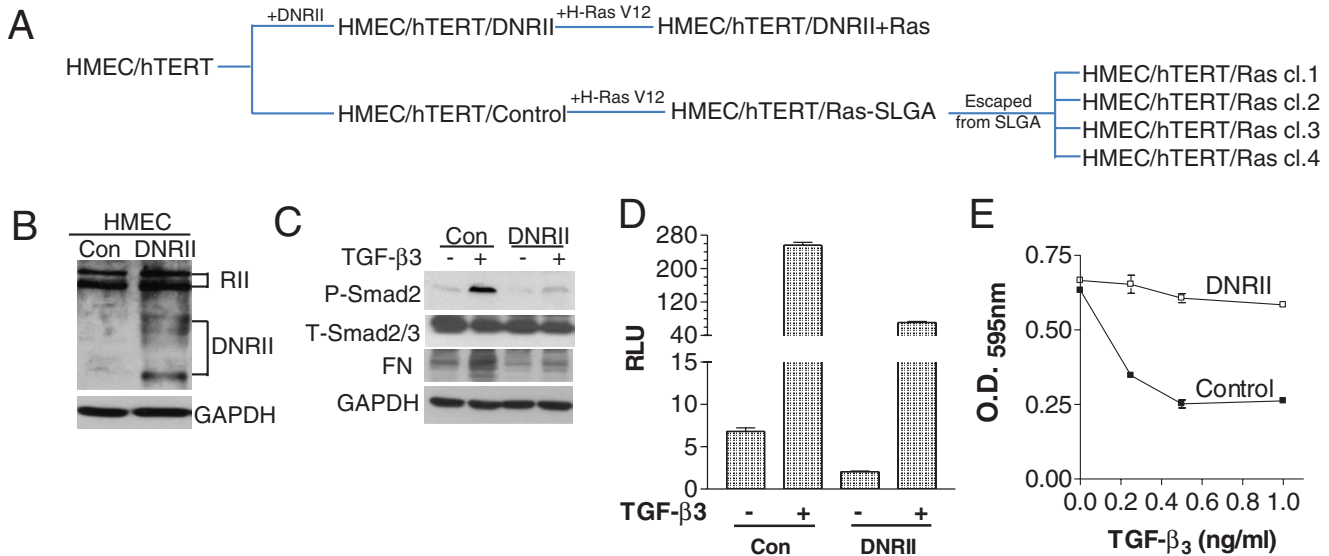 A
HMEC/hTERT
+DNRII
HMEC/hTERT/DNRII
+H-Ras V12
HMEC/hTERT/DNRII+Ras
HMEC/hTERT/Control
+H-Ras V12
HMEC/hTERT/Ras-SLGA
Escaped
from SLGA
HMEC/hTERT/Ras cl.1
HMEC/hTERT/Ras cl.2
HMEC/hTERT/Ras cl.3
HMEC/hTERT/Ras cl.4
B
HMEC
Con DNRII
RII
DNRII
GAPDH
C
Con DNRII
TGF-β3 - + - +
P-Smad2
T-Smad2/3
FN
GAPDH
D
RLU
280
200
120
40
15
10
5
0
TGF-β3 - + - +
Con DNRII
E
O.D. 595nm
0.75
0.50
0.25
0.00
DNRII
Control
0.0 0.2 0.4 0.6 0.8 1.0
TGF-β3 (ng/ml)